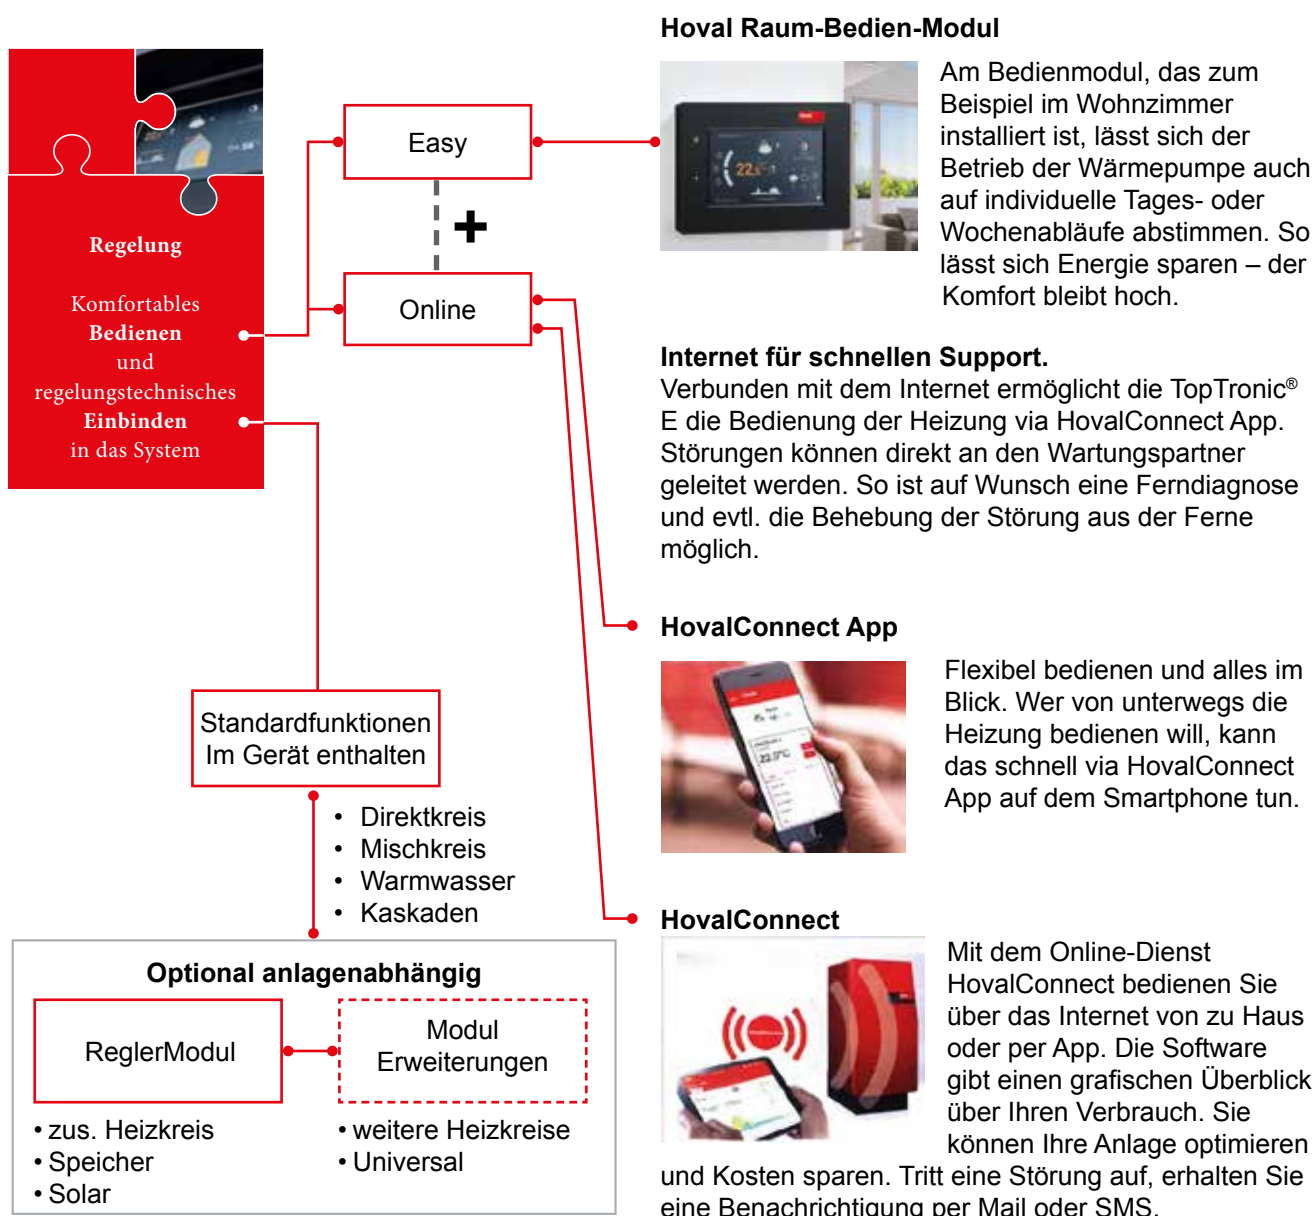 Regelung
Komfortables
Bedienen
und
regelungstechnisches
Einbinden
in das System
Easy
+
Online
Standardfunktionen
Im Gerät enthalten
• Direktkreis
• Mischkreis
• Warmwasser
• Kaskaden
Optional anlagenabhängig
ReglerModul
Modul
Erweiterungen
• zus. Heizkreis
• Speicher
• Solar
• weitere Heizkreise
• Universal
Hoval Raum-Bedien-Modul
Am Bedienmodul, das zum
Beispiel im Wohnzimmer
installiert ist, lässt sich der
Betrieb der Wärmepumpe auch
auf individuelle Tages- oder
Wochenabläufe abstimmen. So
lässt sich Energie sparen – der
Komfort bleibt hoch.
Internet für schnellen Support.
Verbunden mit dem Internet ermöglicht die TopTronic®
E die Bedienung der Heizung via HovalConnect App.
Störungen können direkt an den Wartungspartner
geleitet werden. So ist auf Wunsch eine Ferndiagnose
und evtl. die Behebung der Störung aus der Ferne
möglich.
HovalConnect App
22.0°C
Flexibel bedienen und alles im
Blick. Wer von unterwegs die
Heizung bedienen will, kann
das schnell via HovalConnect
App auf dem Smartphone tun.
HovalConnect
Mit dem Online-Dienst
HovalConnect bedienen Sie
über das Internet von zu Haus
oder per App. Die Software
gibt einen grafischen Überblick
über Ihren Verbrauch. Sie
können Ihre Anlage optimieren
und Kosten sparen. Tritt eine Störung auf, erhalten Sie
eine Benachrichtigung per Mail oder SMS.